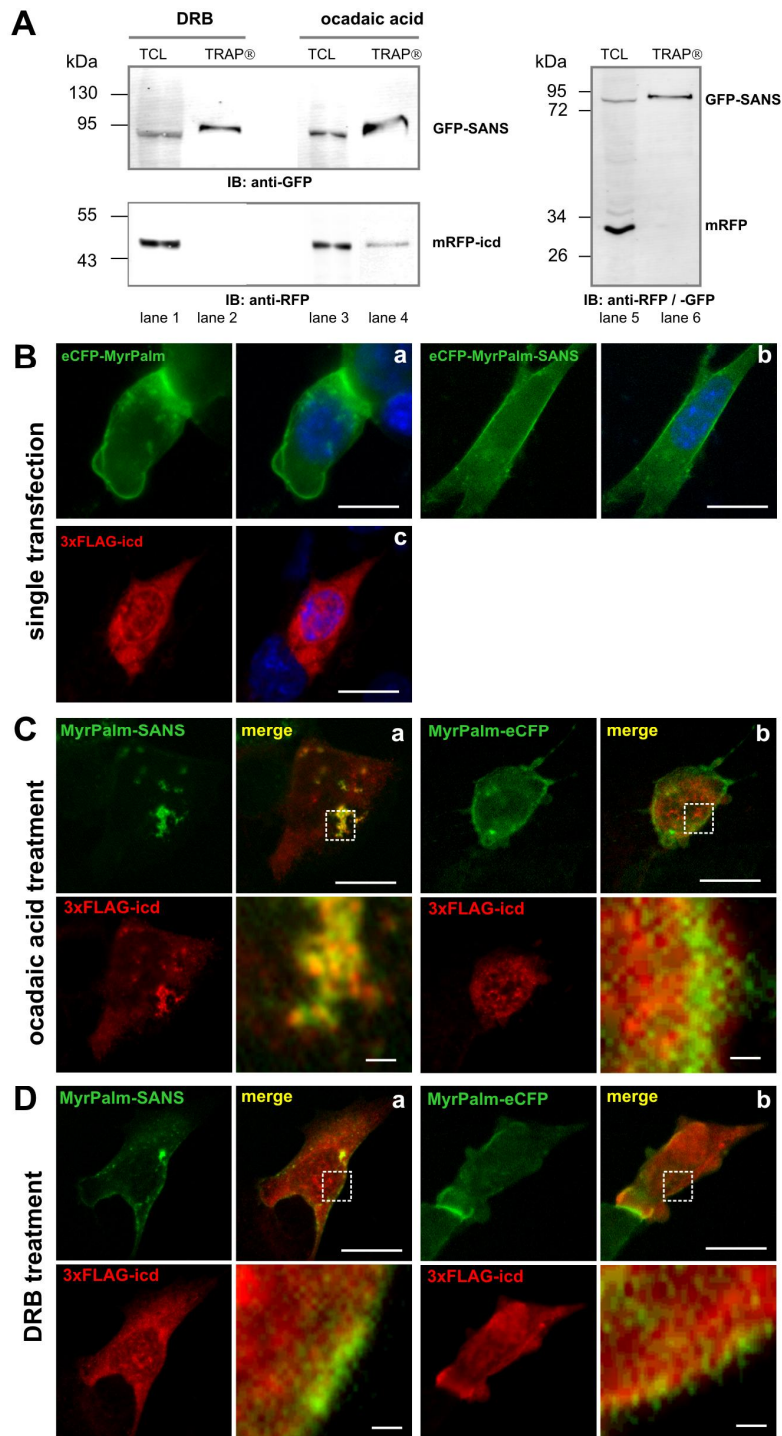 A
DRB ocadaic acid
kDa TCL TRAP® TCL TRAP®
130
95
GFP-SANS
IB: anti-GFP
55
43
mRFP-icd
IB: anti-RFP
lane 1 lane 2 lane 3 lane 4
kDa TCL TRAP®
95
72
GFP-SANS
34
mRFP
26
IB: anti-RFP / -GFP
lane 5 lane 6
B
single transfection
eCFP-MyrPalm a
eCFP-MyrPalm-SANS b
3xFLAG-icd c
C
ocadaic acid treatment
MyrPalm-SANS merge a
MyrPalm-eCFP merge b
3xFLAG-icd
3xFLAG-icd
D
DRB treatment
MyrPalm-SANS merge a
MyrPalm-eCFP merge b
3xFLAG-icd
3xFLAG-icd